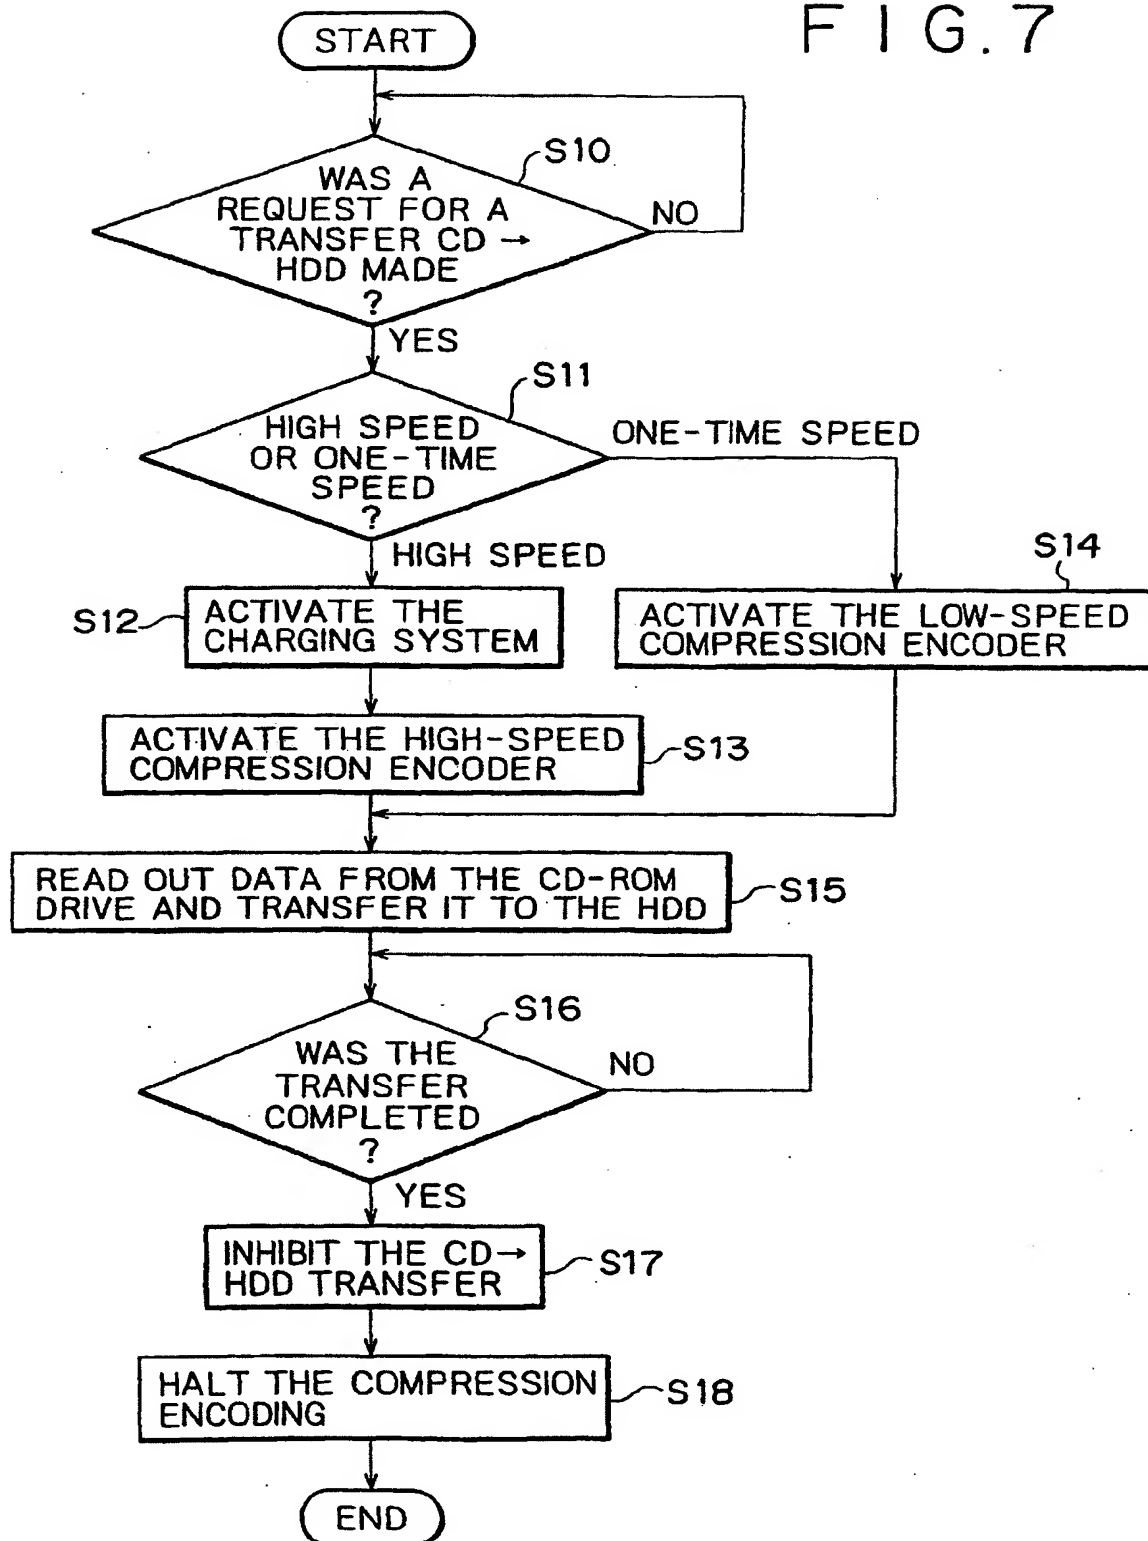 FIG. 7
START
S10
WAS A
REQUEST FOR A
TRANSFER CD →
HDD MADE
?
NO
YES
S11
HIGH SPEED
OR ONE-TIME
SPEED
?
ONE-TIME SPEED
HIGH SPEED
S12
ACTIVATE THE
CHARGING SYSTEM
S14
ACTIVATE THE LOW-SPEED
COMPRESSION ENCODER
ACTIVATE THE HIGH-SPEED
COMPRESSION ENCODER
S13
READ OUT DATA FROM THE CD-ROM
DRIVE AND TRANSFER IT TO THE HDD
S15
S16
WAS THE
TRANSFER
COMPLETED
?
NO
YES
INHIBIT THE CD→
HDD TRANSFER
S17
HALT THE COMPRESSION
ENCODING
S18
END